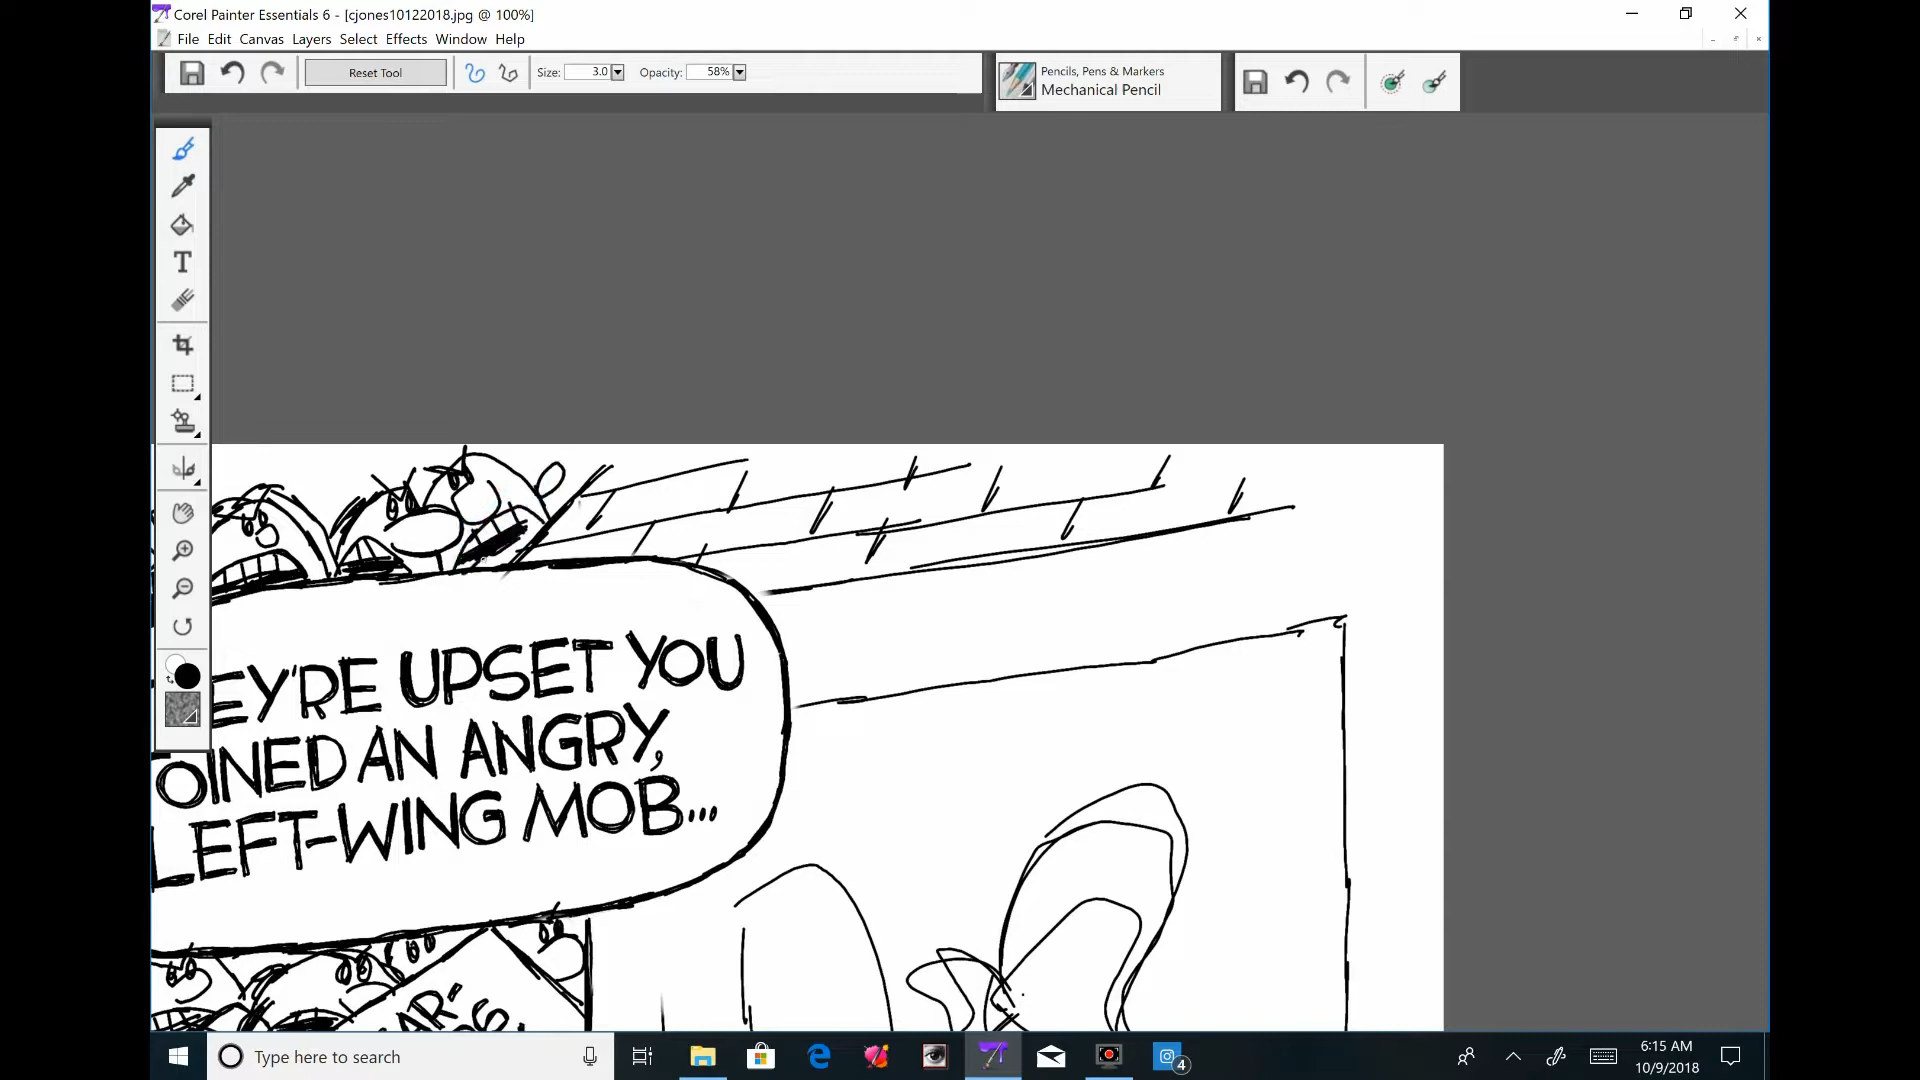 Corel Painter Essentials 6 - [cjones10122018.jpg @ 100%]
File Edit Canvas Layers Select Effects Window Help
Reset Tool Size: 3.0 Opacity: 58%
Pencils, Pens & Markers
Mechanical Pencil
T
EY'RE UPSET YOU
OINED AN ANGRY,
LEFT-WING MOB...
AR'
Type here to search
4
6:15 AM
10/9/2018